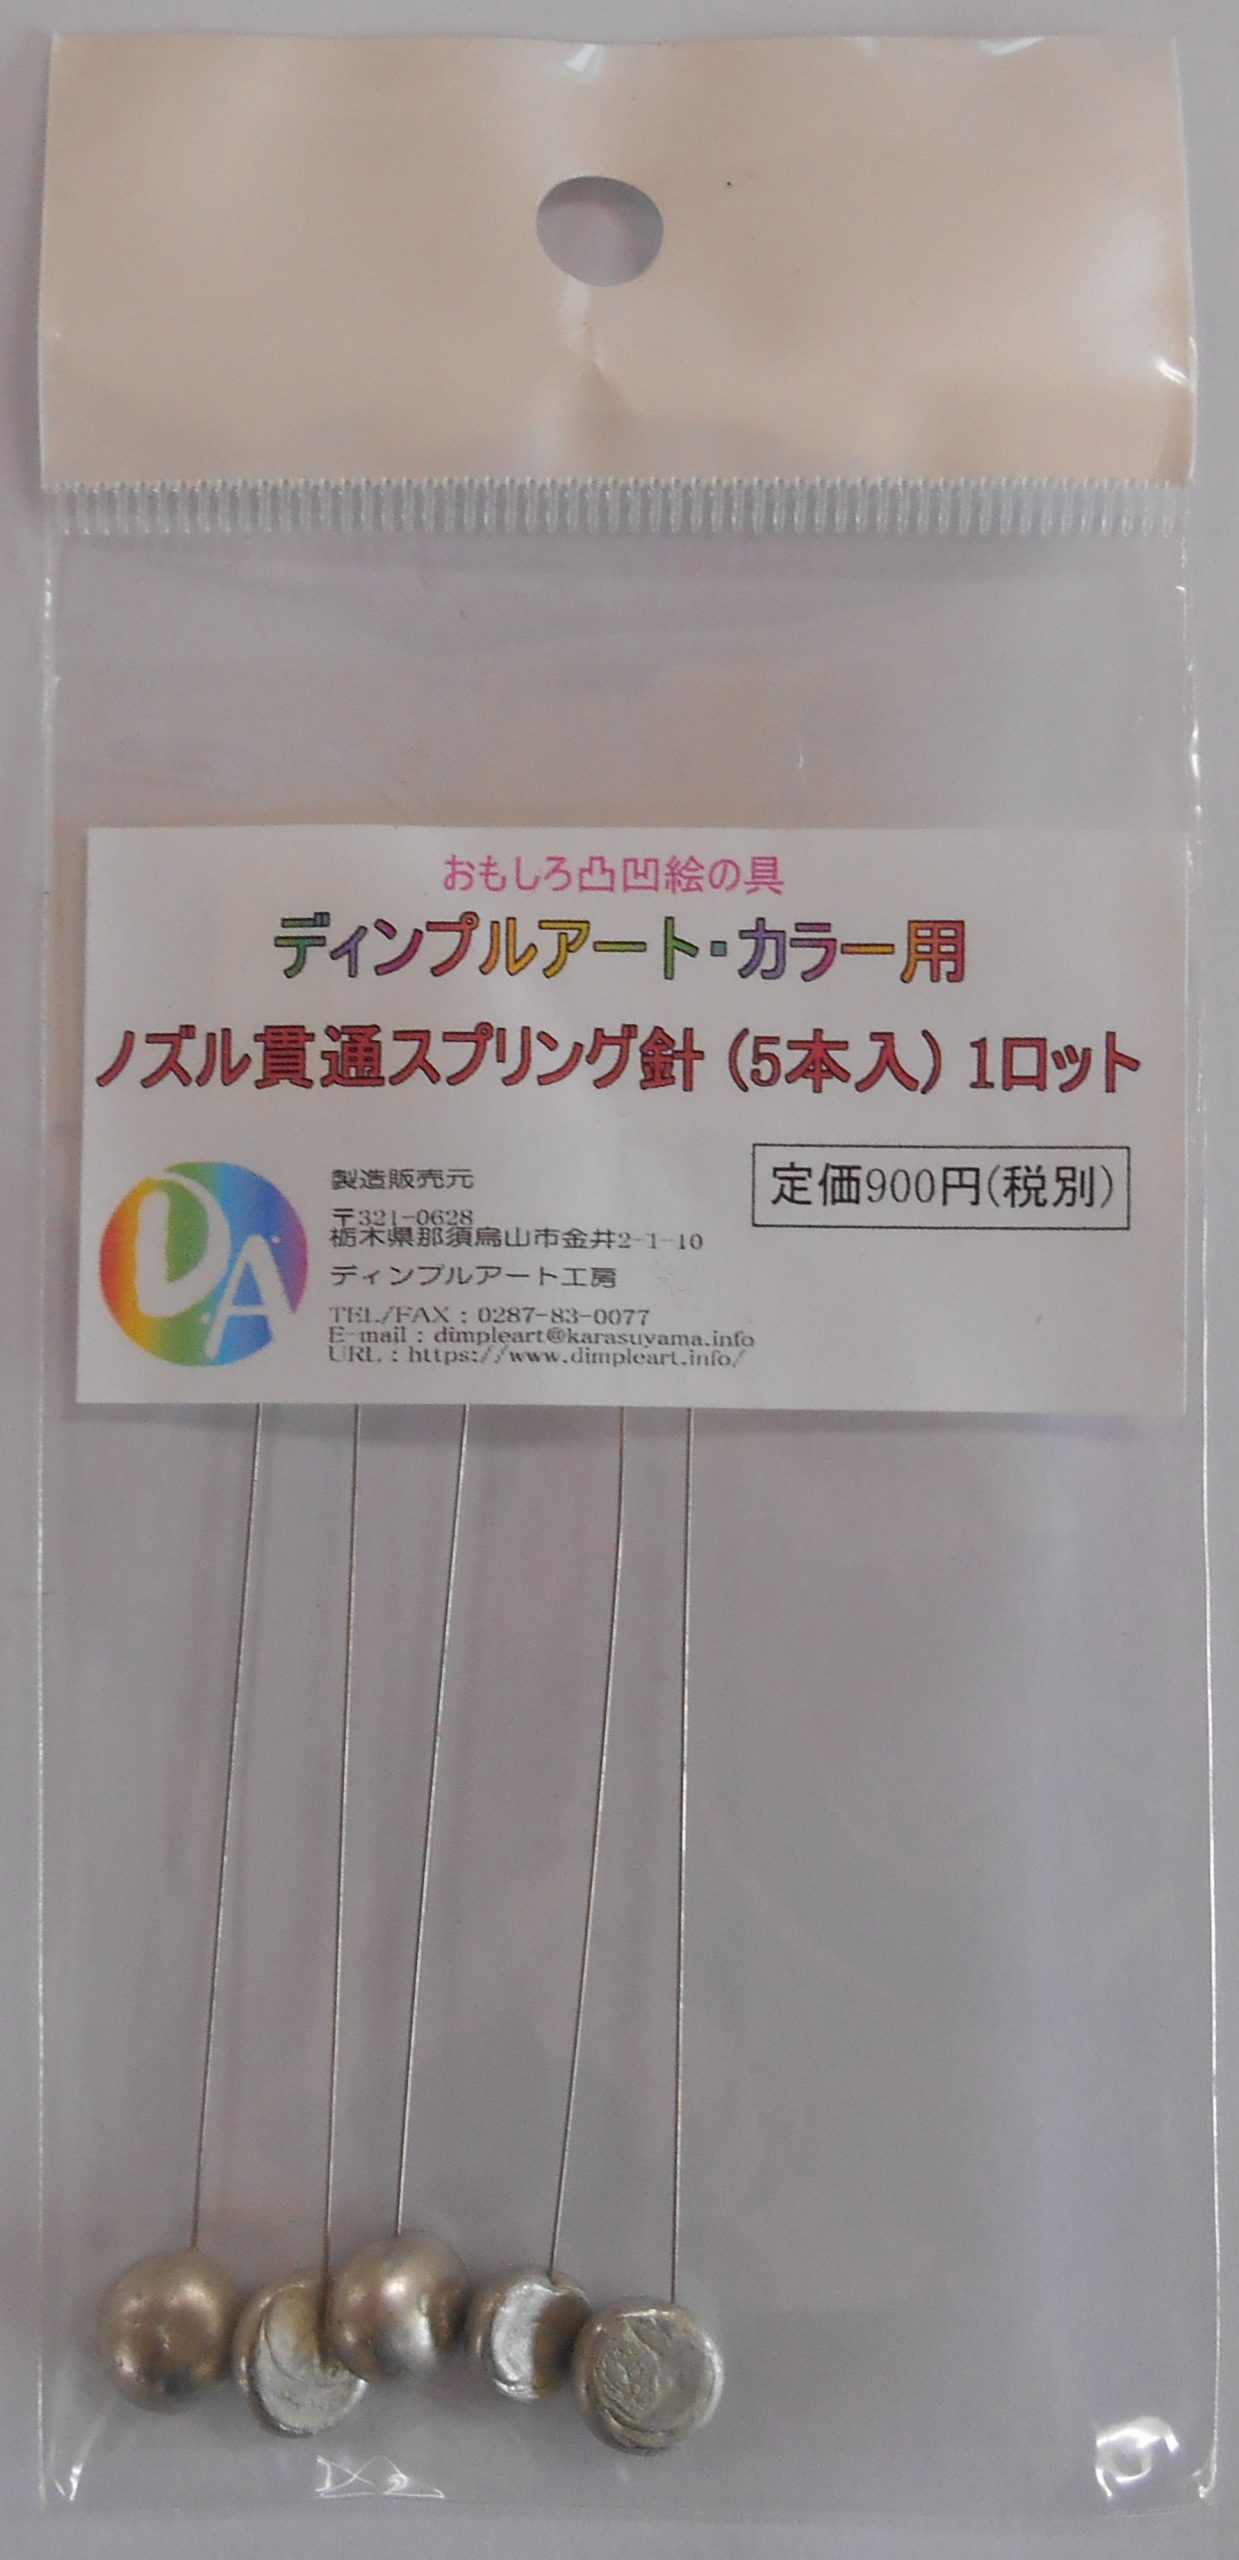 おもしろ凸凹絵の具
ディンプルアート・カラー用
ノズル貫通スプリング針（5本入）1ロット
定価900円(税別)
DA
製造販売元
〒321-0628
栃木県那須烏山市金井2-1-10
ディンプルアート工房
TEL/FAX : 0287-83-0077
E-mail : dimpleart@karasuyama.info
URL : https://www.dimpleart.info/